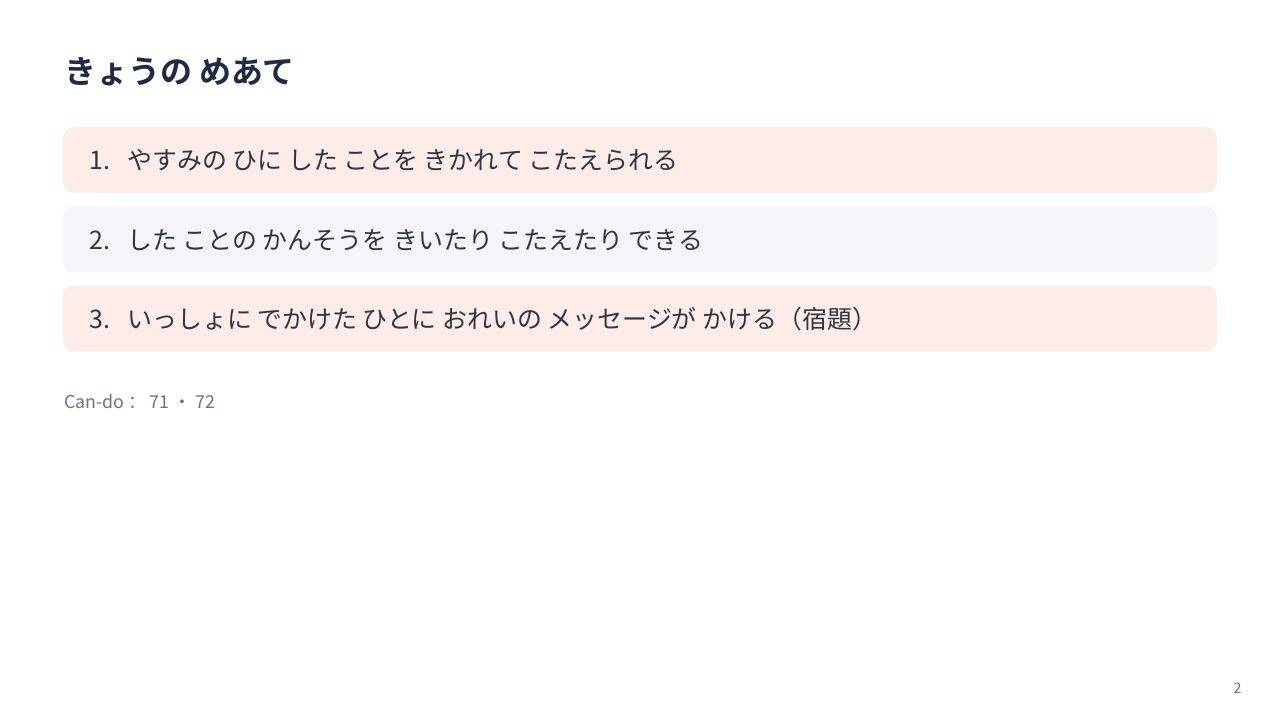 きょうの めあて
1. やすみの ひに した ことを きかれて こたえられる
2. した ことの かんそうを きいたり こたえたり できる
3. いっしょに でかけた ひとに おれいの メッセージが かける（宿題）
Can-do： 71 ・ 72
2